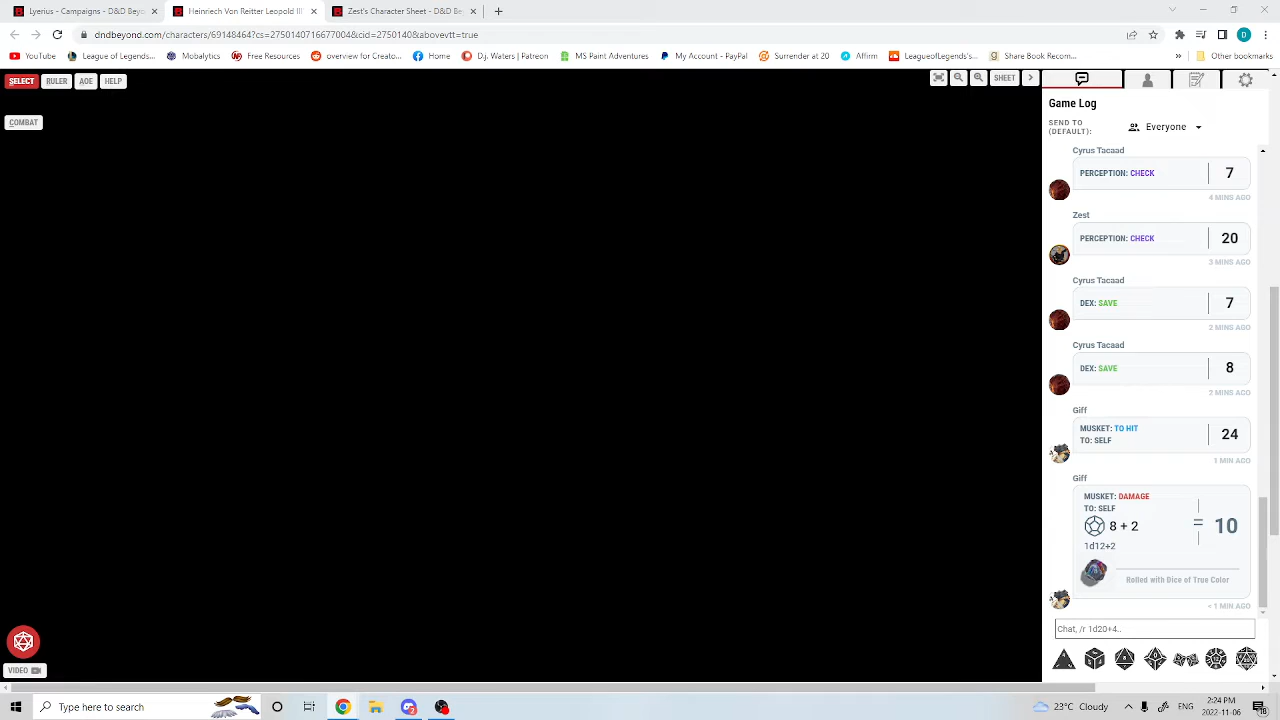 Lyerius - Campaigns - D&D Beyo
Heinriech Von Reitter Leopold III
Zest's Character Sheet - D&D Be
dndbeyond.com/characters/69148464?cs=2750140716677004&cid=2750140&abovevtt=true
D
YouTube
League of Legends...
Mobalytics
Free Resources
overview for Creato...
Home
D.j. Waters | Patreon
MS Paint Adventures
My Account - PayPal
Surrender at 20
Affirm
LeagueofLegends...
Share Book Recom...
»
Other bookmarks
SELECT
RULER
AOE
HELP
SHEET
COMBAT
Game Log
SEND TO
(DEFAULT):
Everyone
Cyrus Tacaad
PERCEPTION: CHECK
7
4 MINS AGO
Zest
PERCEPTION: CHECK
20
3 MINS AGO
Cyrus Tacaad
DEX: SAVE
7
2 MINS AGO
Cyrus Tacaad
DEX: SAVE
8
2 MINS AGO
Giff
MUSKET: TO HIT
TO: SELF
24
1 MIN AGO
Giff
MUSKET: DAMAGE
TO: SELF
8 + 2
=
10
1d12+2
Rolled with Dice of True Color
< 1 MIN AGO
Chat, /r 1d20+4..
VIDEO
Type here to search
23°C Cloudy
ENG
2:24 PM
2022-11-06